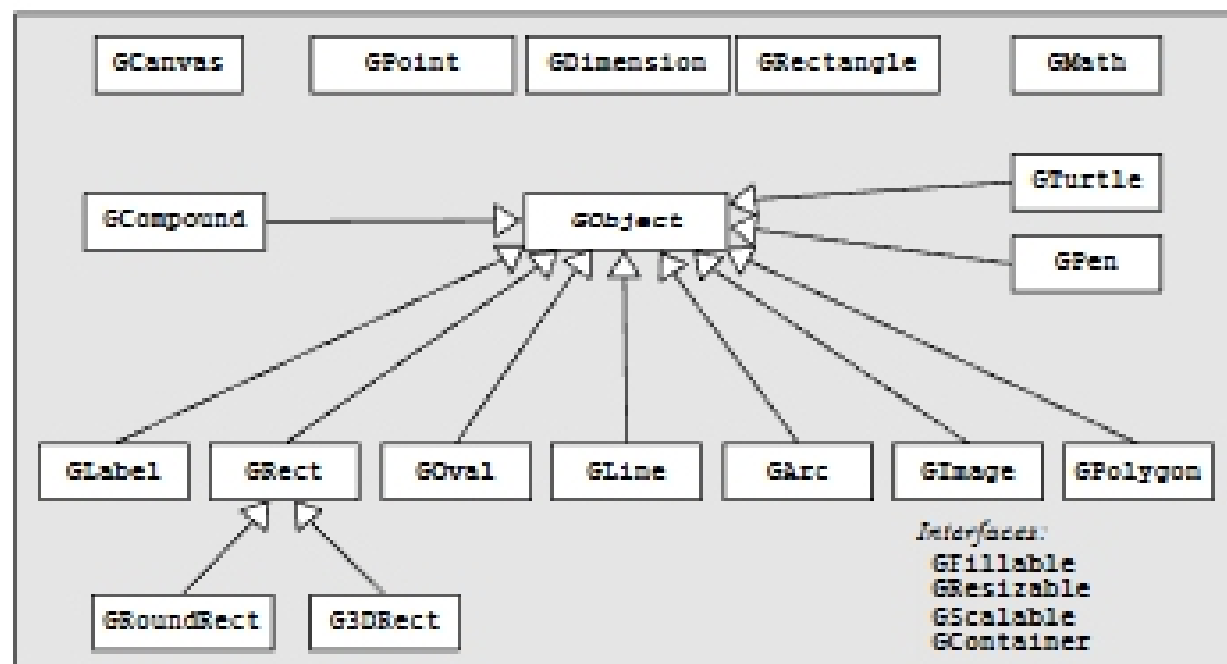 GCanvas GPoint GDimension GRectangle GMath
GTurtle
GCompound GObject
GPen
GLabel GRect GOval GLine GArc GImage GPolygon
Interfaces:
GFillable
GResizable
GScalable
GContainer
GRoundRect G3DRect